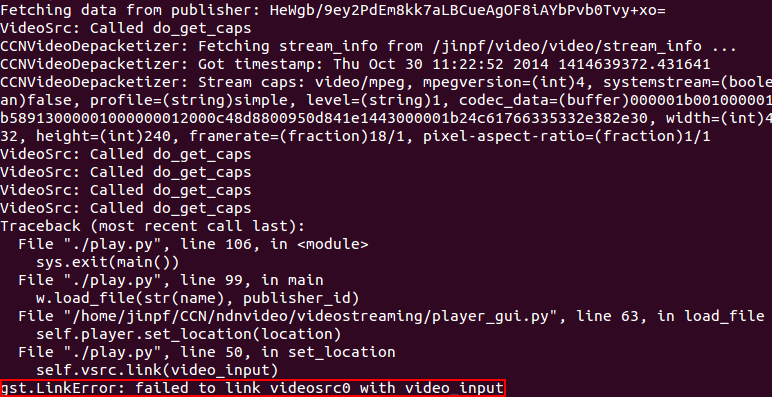 Fetching data from publisher: HeWgb/9ey2PdEm8kk7aLBCueAgOF8iAYbPvb0Tvy+xo=
VideoSrc: Called do_get_caps
CCNVideoDepacketizer: Fetching stream_info from /jinpf/video/video/stream_info ...
CCNVideoDepacketizer: Got timestamp: Thu Oct 30 11:22:52 2014 1414639372.431641
CCNVideoDepacketizer: Stream caps: video/mpeg, mpegversion=(int)4, systemstream=(boole
an)false, profile=(string)simple, level=(string)1, codec_data=(buffer)000001b001000001
b58913000001000000012000c48d8800950d841e1443000001b24c61766335332e382e30, width=(int)4
32, height=(int)240, framerate=(fraction)18/1, pixel-aspect-ratio=(fraction)1/1
VideoSrc: Called do_get_caps
VideoSrc: Called do_get_caps
VideoSrc: Called do_get_caps
VideoSrc: Called do_get_caps
Traceback (most recent call last):
  File "./play.py", line 106, in <module>
    sys.exit(main())
  File "./play.py", line 99, in main
    w.load_file(str(name), publisher_id)
  File "/home/jinpf/CCN/ndnvideo/videostreaming/player_gui.py", line 63, in load_file
    self.player.set_location(location)
  File "./play.py", line 50, in set_location
    self.vsrc.link(video_input)
gst.LinkError: failed to link videosrc0 with video_input